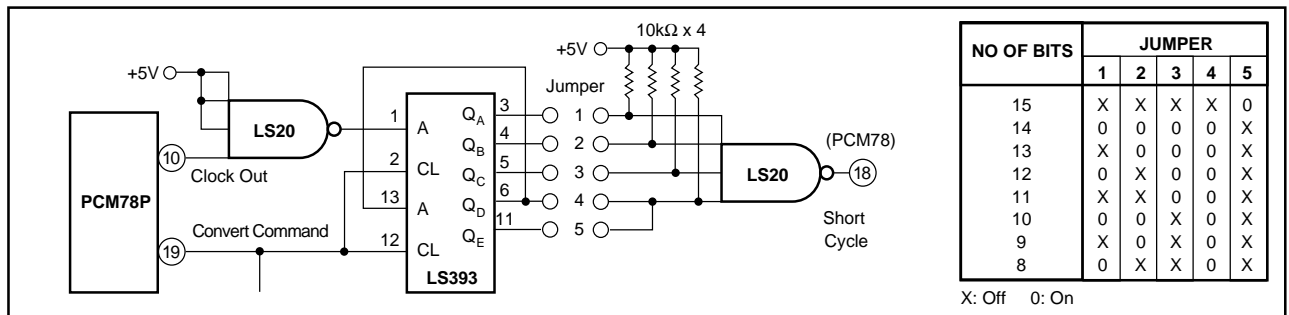 10kΩ x 4
+5V
+5V
Jumper
1
A
QA
3
1
2
CL
QB
4
2
(PCM78)
LS20
10
Clock Out
QC
5
3
LS20
18
13
A
QD
6
4
Short
Cycle
PCM78P
19
Convert Command
12
CL
QE
11
5
LS393
NO OF BITS JUMPER
1 2 3 4 5
15 X X X X 0
14 0 0 0 0 X
13 X 0 0 0 X
12 0 X 0 0 X
11 X X 0 0 X
10 0 0 X 0 X
9 X 0 X 0 X
8 0 X X 0 X
X: Off 0: On